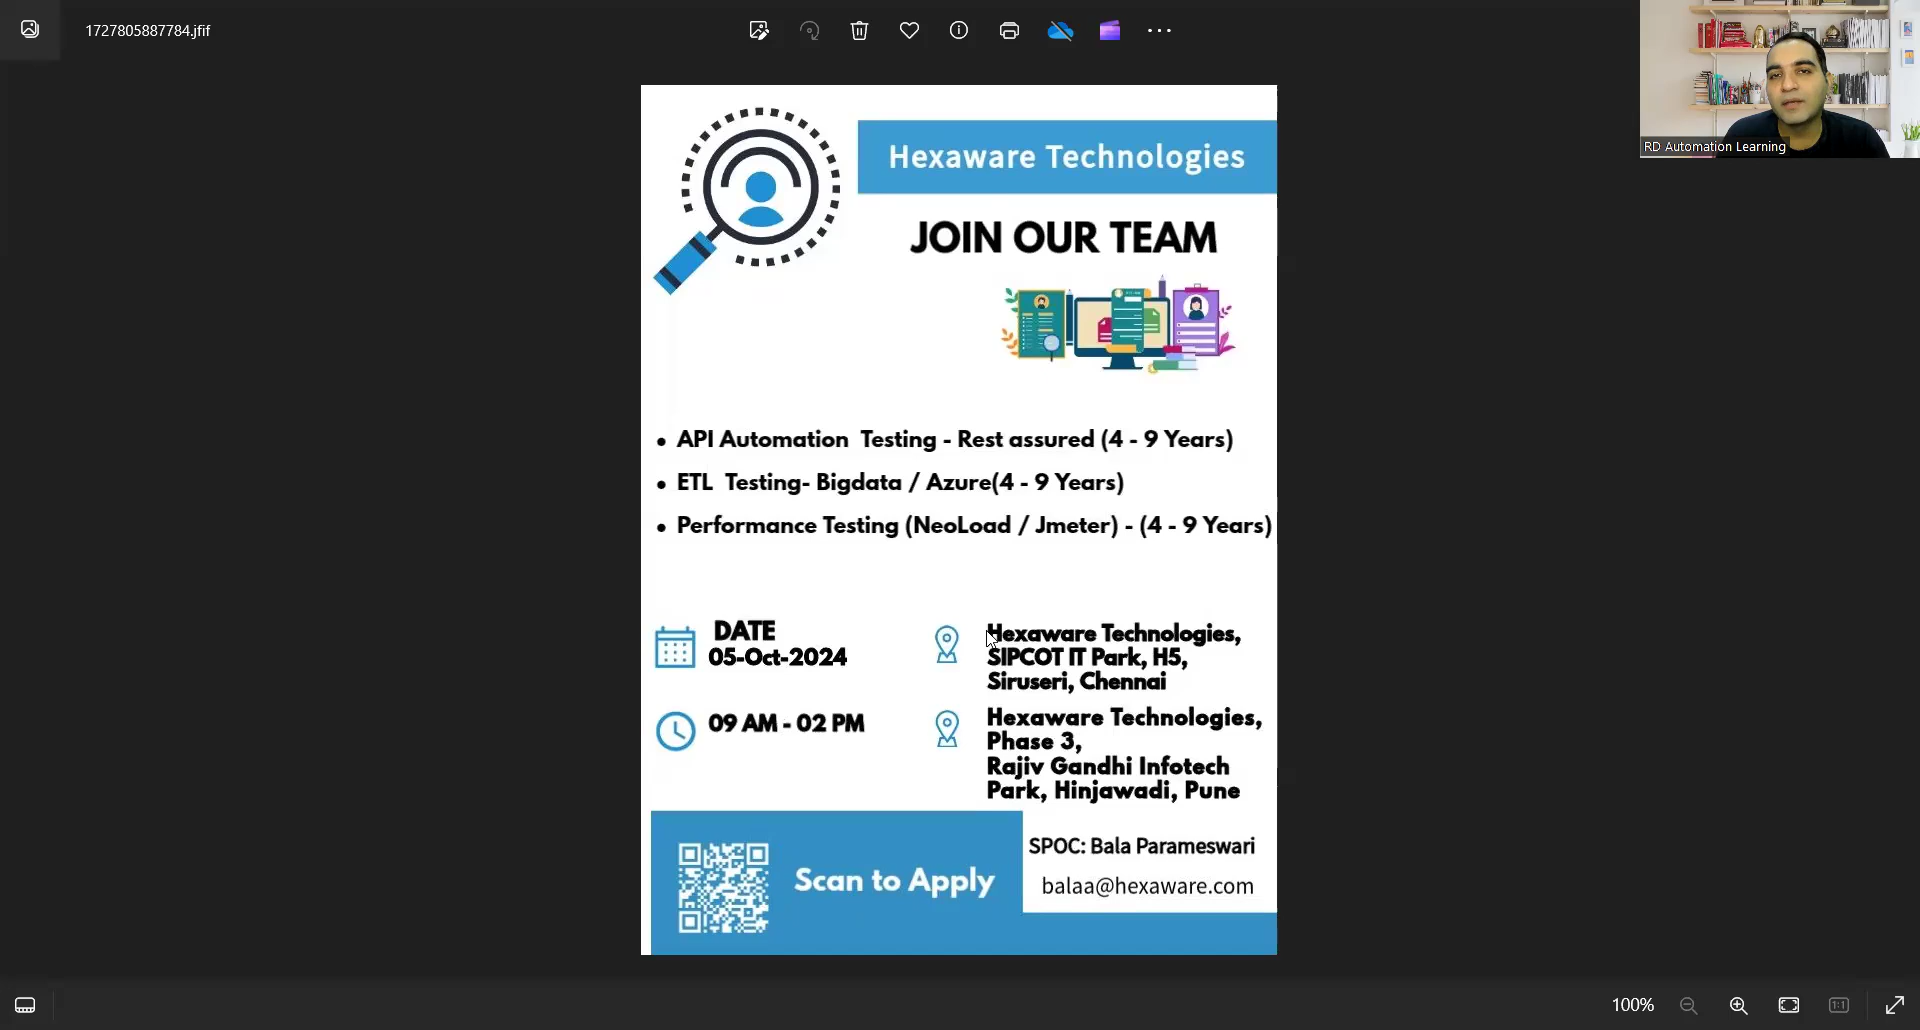 1727805887784.jfif
RD Automation Learning
Hexaware Technologies
JOIN OUR TEAM
• API Automation Testing - Rest assured (4 - 9 Years)
• ETL Testing- Bigdata / Azure(4 - 9 Years)
• Performance Testing (NeoLoad / Jmeter) - (4 - 9 Years)
DATE
05-Oct-2024
09 AM - 02 PM
Hexaware Technologies,
SIPCOT IT Park, H5,
Siruseri, Chennai
Hexaware Technologies,
Phase 3,
Rajiv Gandhi Infotech
Park, Hinjawadi, Pune
Scan to Apply
SPOC: Bala Parameswari
balaa@hexaware.com
100%
1:1